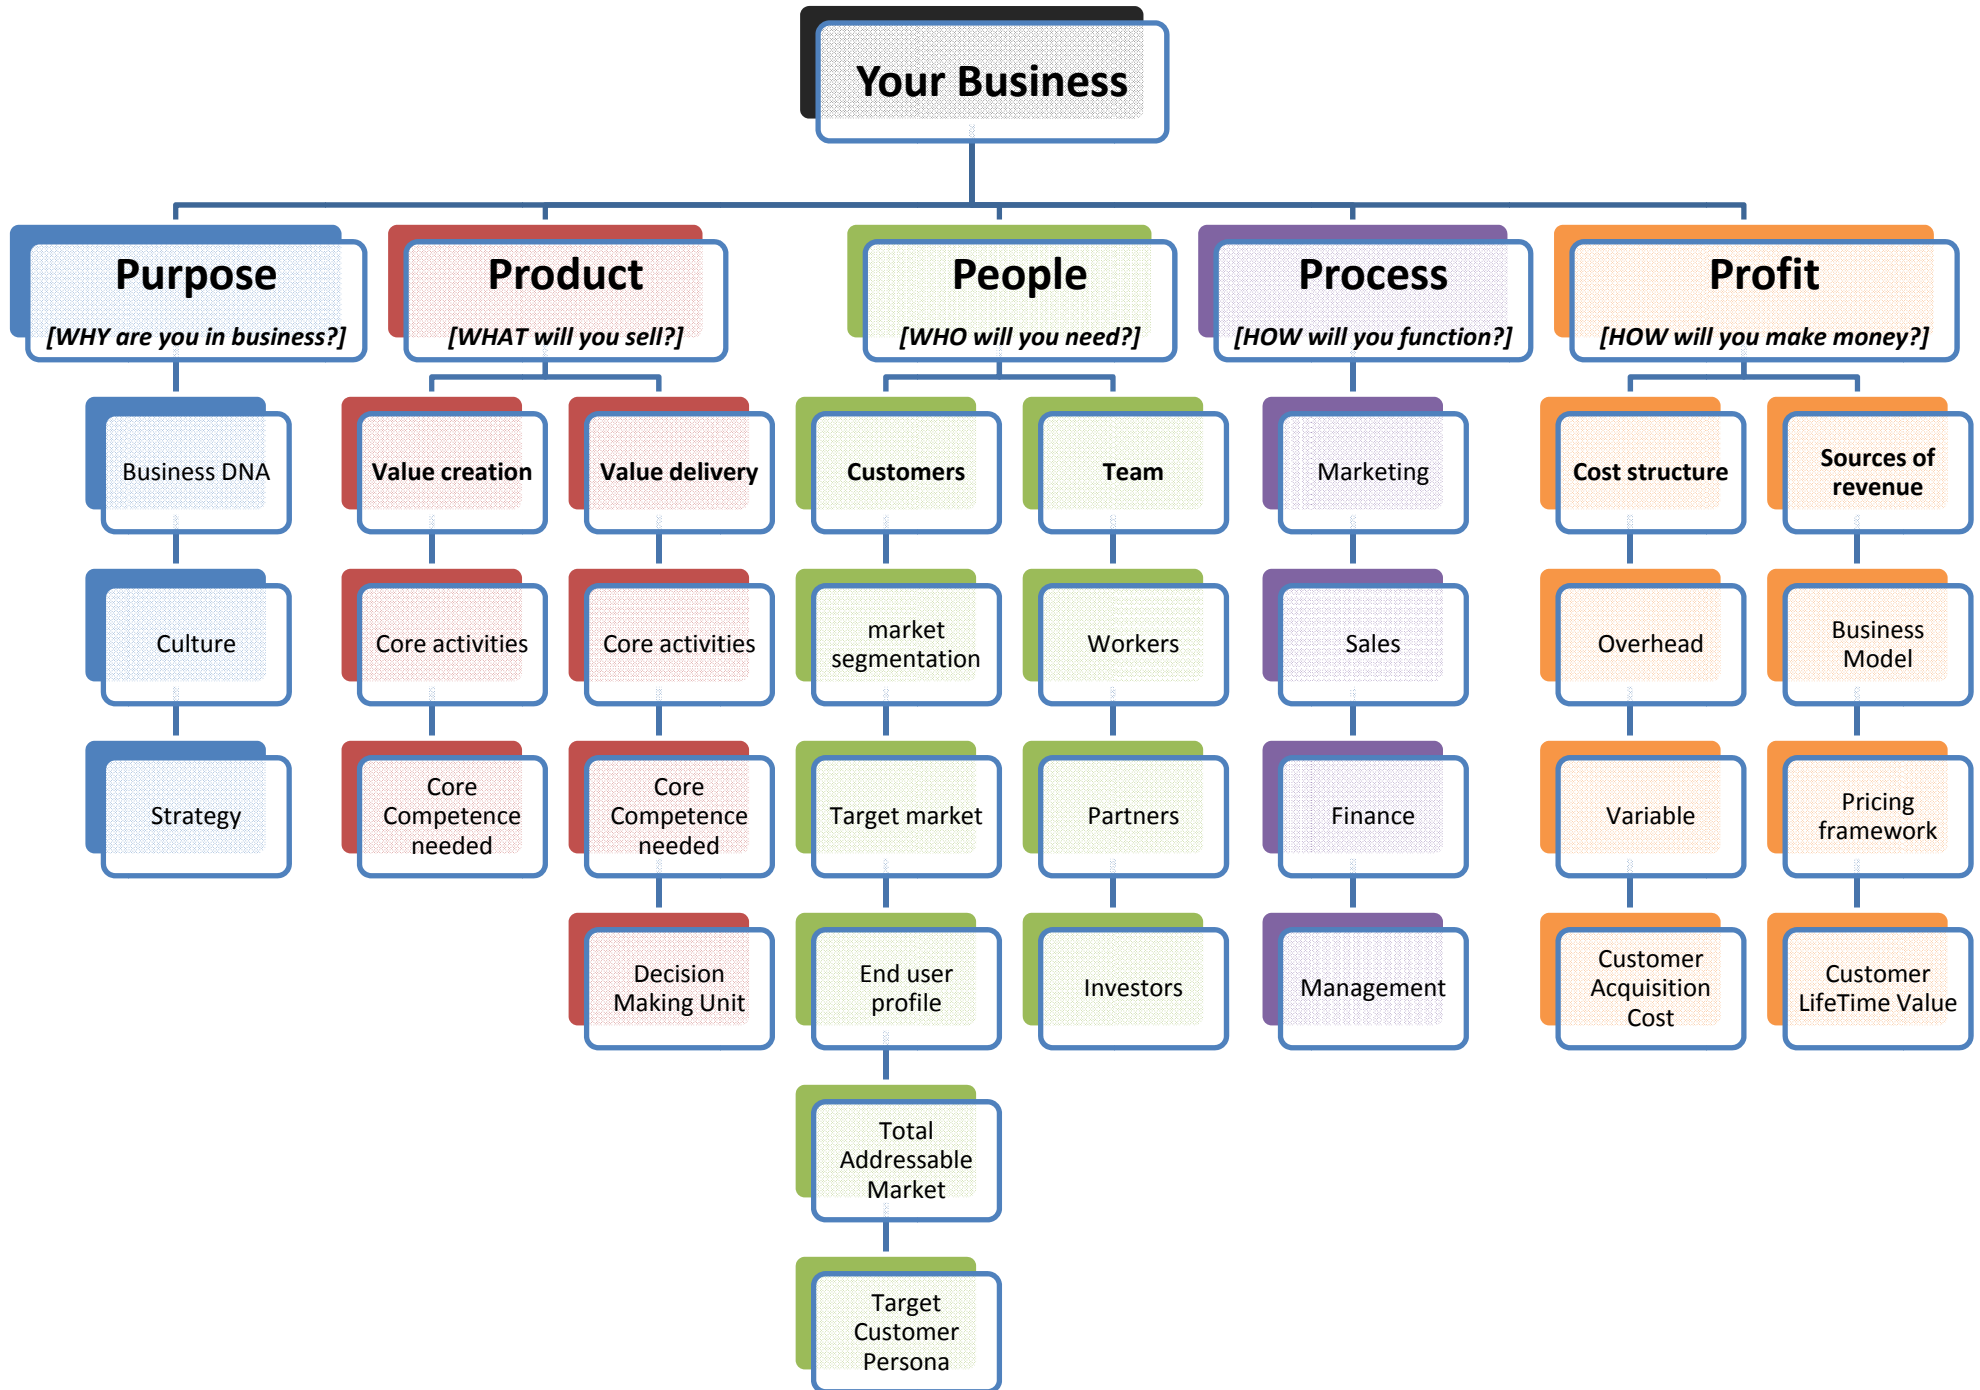 Your Business
Purpose
[WHY are you in business?]
Product
[WHAT will you sell?]
People
[WHO will you need?]
Process
[HOW will you function?]
Profit
[HOW will you make money?]
Business DNA
Culture
Strategy
Value creation
Core activities
Core
Competence
needed
Value delivery
Core activities
Core
Competence
needed
Decision
Making Unit
Customers
market
segmentation
Target market
End user
profile
Total
Addressable
Market
Target
Customer
Persona
Team
Workers
Partners
Investors
Marketing
Sales
Finance
Management
Cost structure
Overhead
Variable
Customer
Acquisition
Cost
Sources of
revenue
Business
Model
Pricing
framework
Customer
LifeTime Value